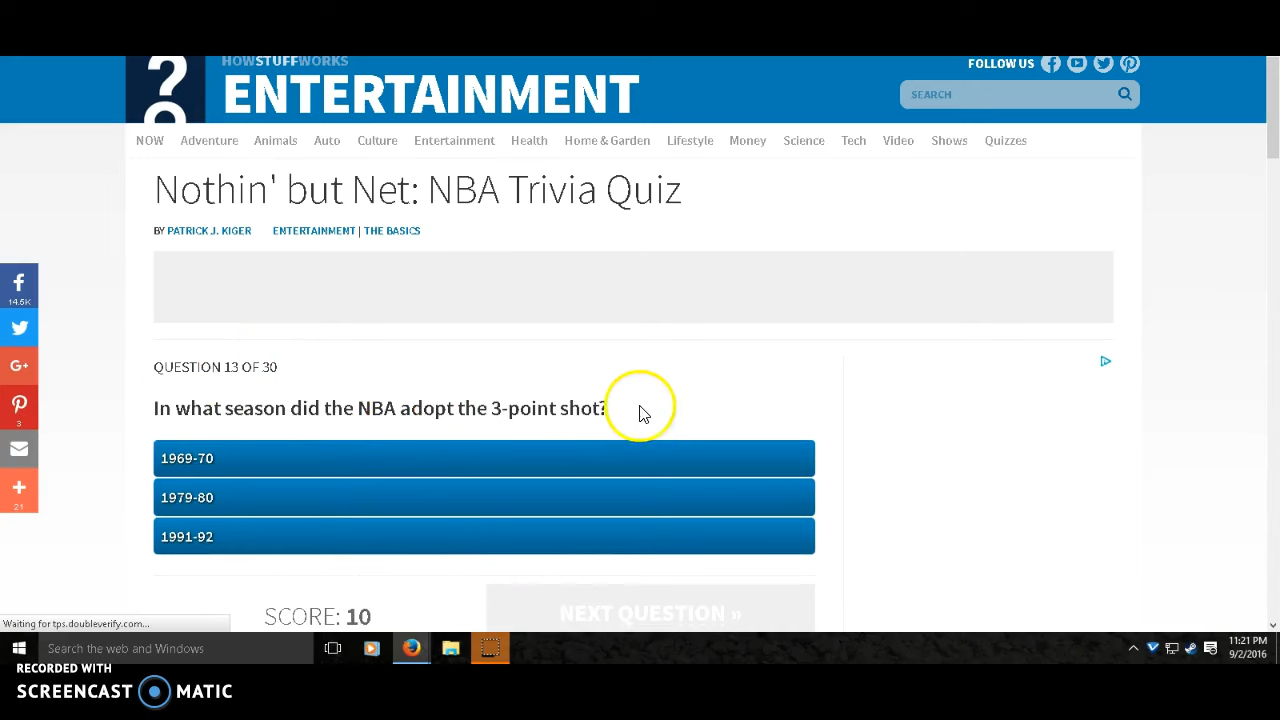 HOWSTUFFWORKS
ENTERTAINMENT
FOLLOW US
SEARCH
NOW Adventure Animals Auto Culture Entertainment Health Home & Garden Lifestyle Money Science Tech Video Shows Quizzes
Nothin' but Net: NBA Trivia Quiz
BY PATRICK J. KIGER ENTERTAINMENT | THE BASICS
14.5K
3
21
QUESTION 13 OF 30
In what season did the NBA adopt the 3-point shot?
1969-70
1979-80
1991-92
SCORE: 10
NEXT QUESTION »
Waiting for tps.doubleverify.com...
Search the web and Windows
11:21 PM
9/2/2016
RECORDED WITH
SCREENCAST MATIC